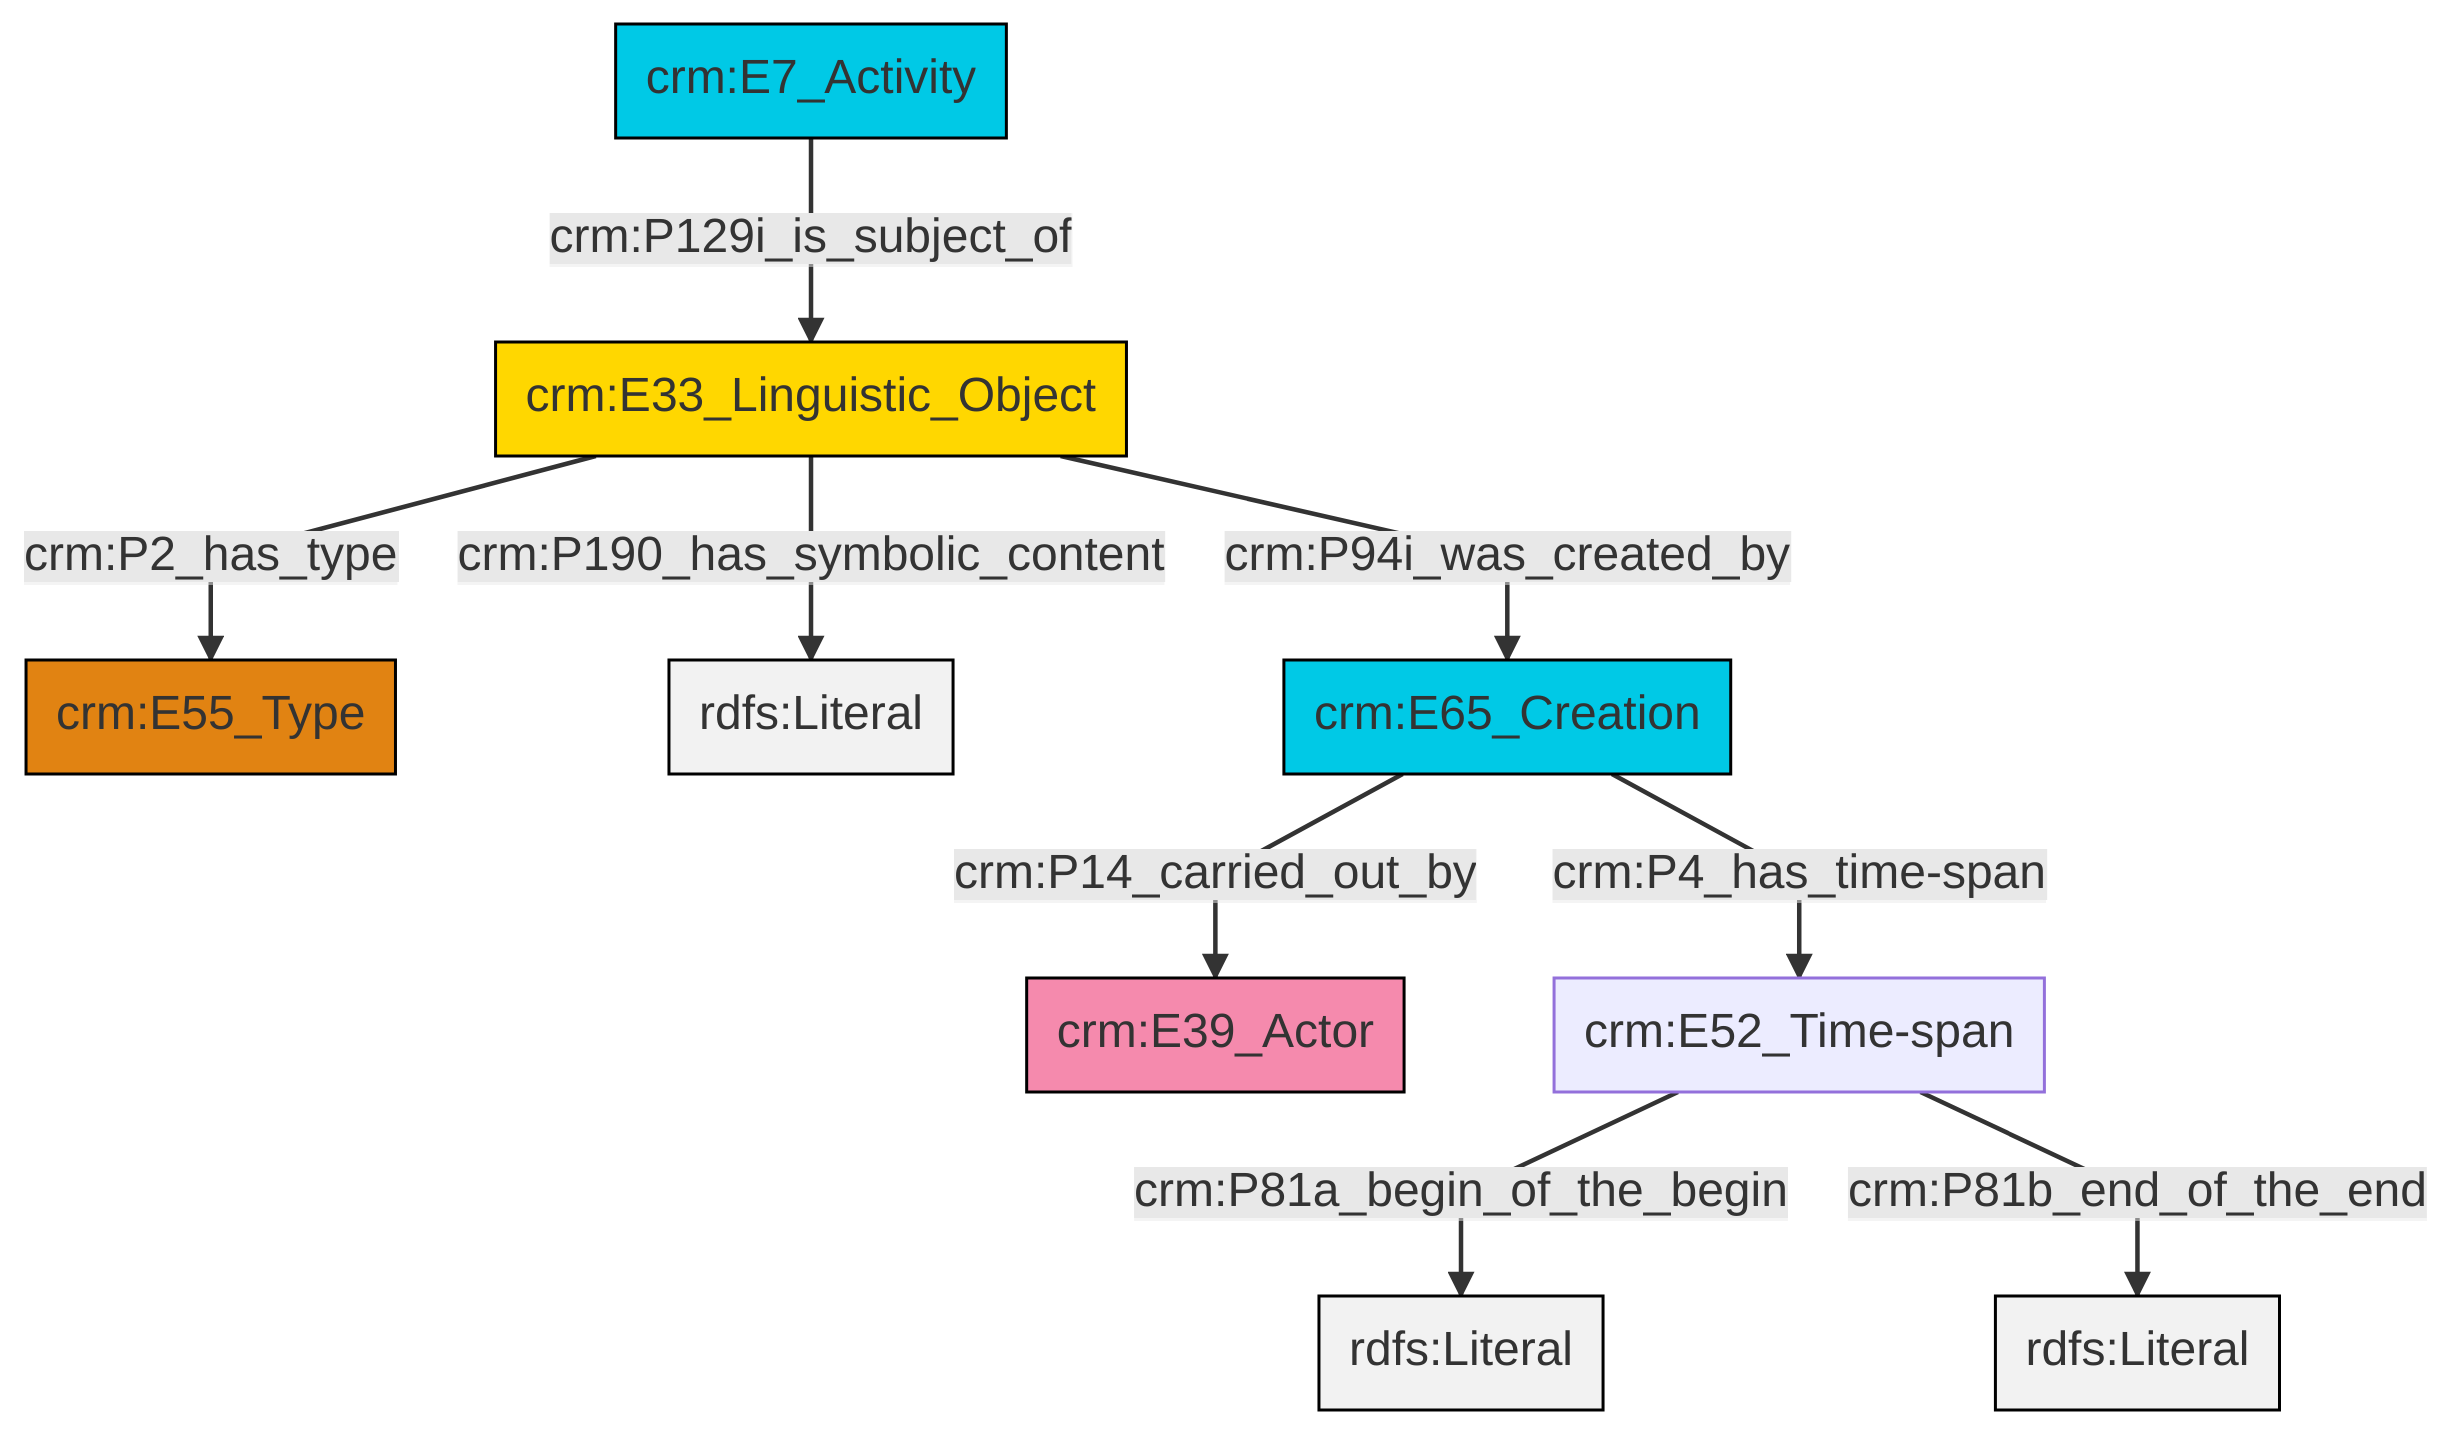 crm:E7_Activity
crm:P129i_is_subject_of
crm:E33_Linguistic_Object
crm:P2_has_type
crm:P190_has_symbolic_content
crm:P94i_was_created_by
crm:E55_Type
rdfs:Literal
crm:E65_Creation
crm:P14_carried_out_by
crm:P4_has_time-span
crm:E39_Actor
crm:E52_Time-span
crm:P81a_begin_of_the_begin
crm:P81b_end_of_the_end
rdfs:Literal
rdfs:Literal